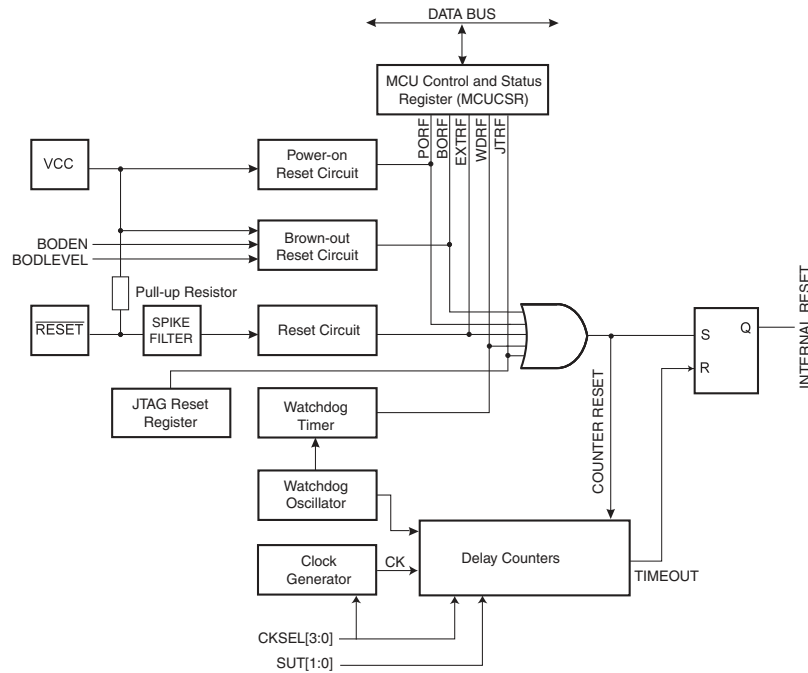 DATA BUS
MCU Control and Status
Register (MCUCSR)
PORF
BORF
EXTRF
WDRF
JTRF
VCC
Power-on
Reset Circuit
BODEN
BODLEVEL
Brown-out
Reset Circuit
Pull-up Resistor
RESET
SPIKE
FILTER
Reset Circuit
JTAG Reset
Register
Watchdog
Timer
Watchdog
Oscillator
Clock
Generator
CK
Delay Counters
CKSEL[3:0]
SUT[1:0]
COUNTER RESET
TIMEOUT
S
Q
R
INTERNAL RESET